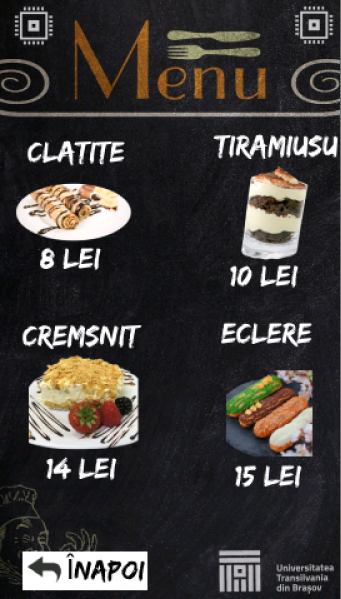 Menu
CLATITE
TIRAMIUSU
8 LEI
10 LEI
CREMSNIT
ECLERE
14 LEI
15 LEI
ÎNAPOI
Universitatea
Transilvania
din Brașov